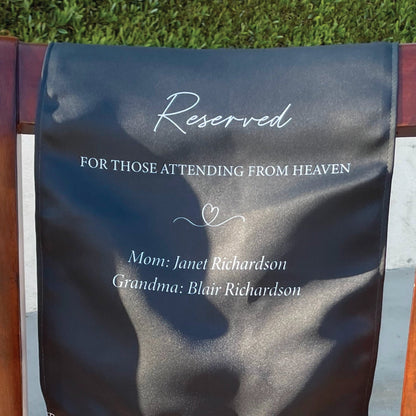 Reserved
FOR THOSE ATTENDING FROM HEAVEN
Mom: Janet Richardson
Grandma: Blair Richardson